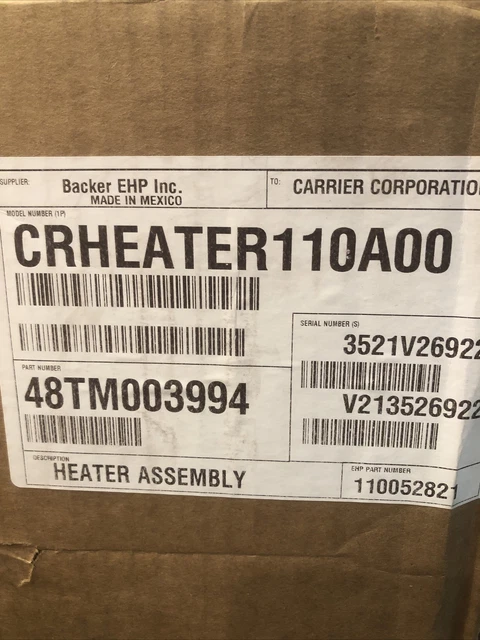 SUPPLIER: Backer EHP Inc.
MADE IN MEXICO
TO: CARRIER CORPORATIO
MODEL NUMBER (1P)
CRHEATER110A00
SERIAL NUMBER (S)
3521V26922
V213526922
PART NUMBER
48TM003994
DESCRIPTION
HEATER ASSEMBLY
EHP PART NUMBER
110052821